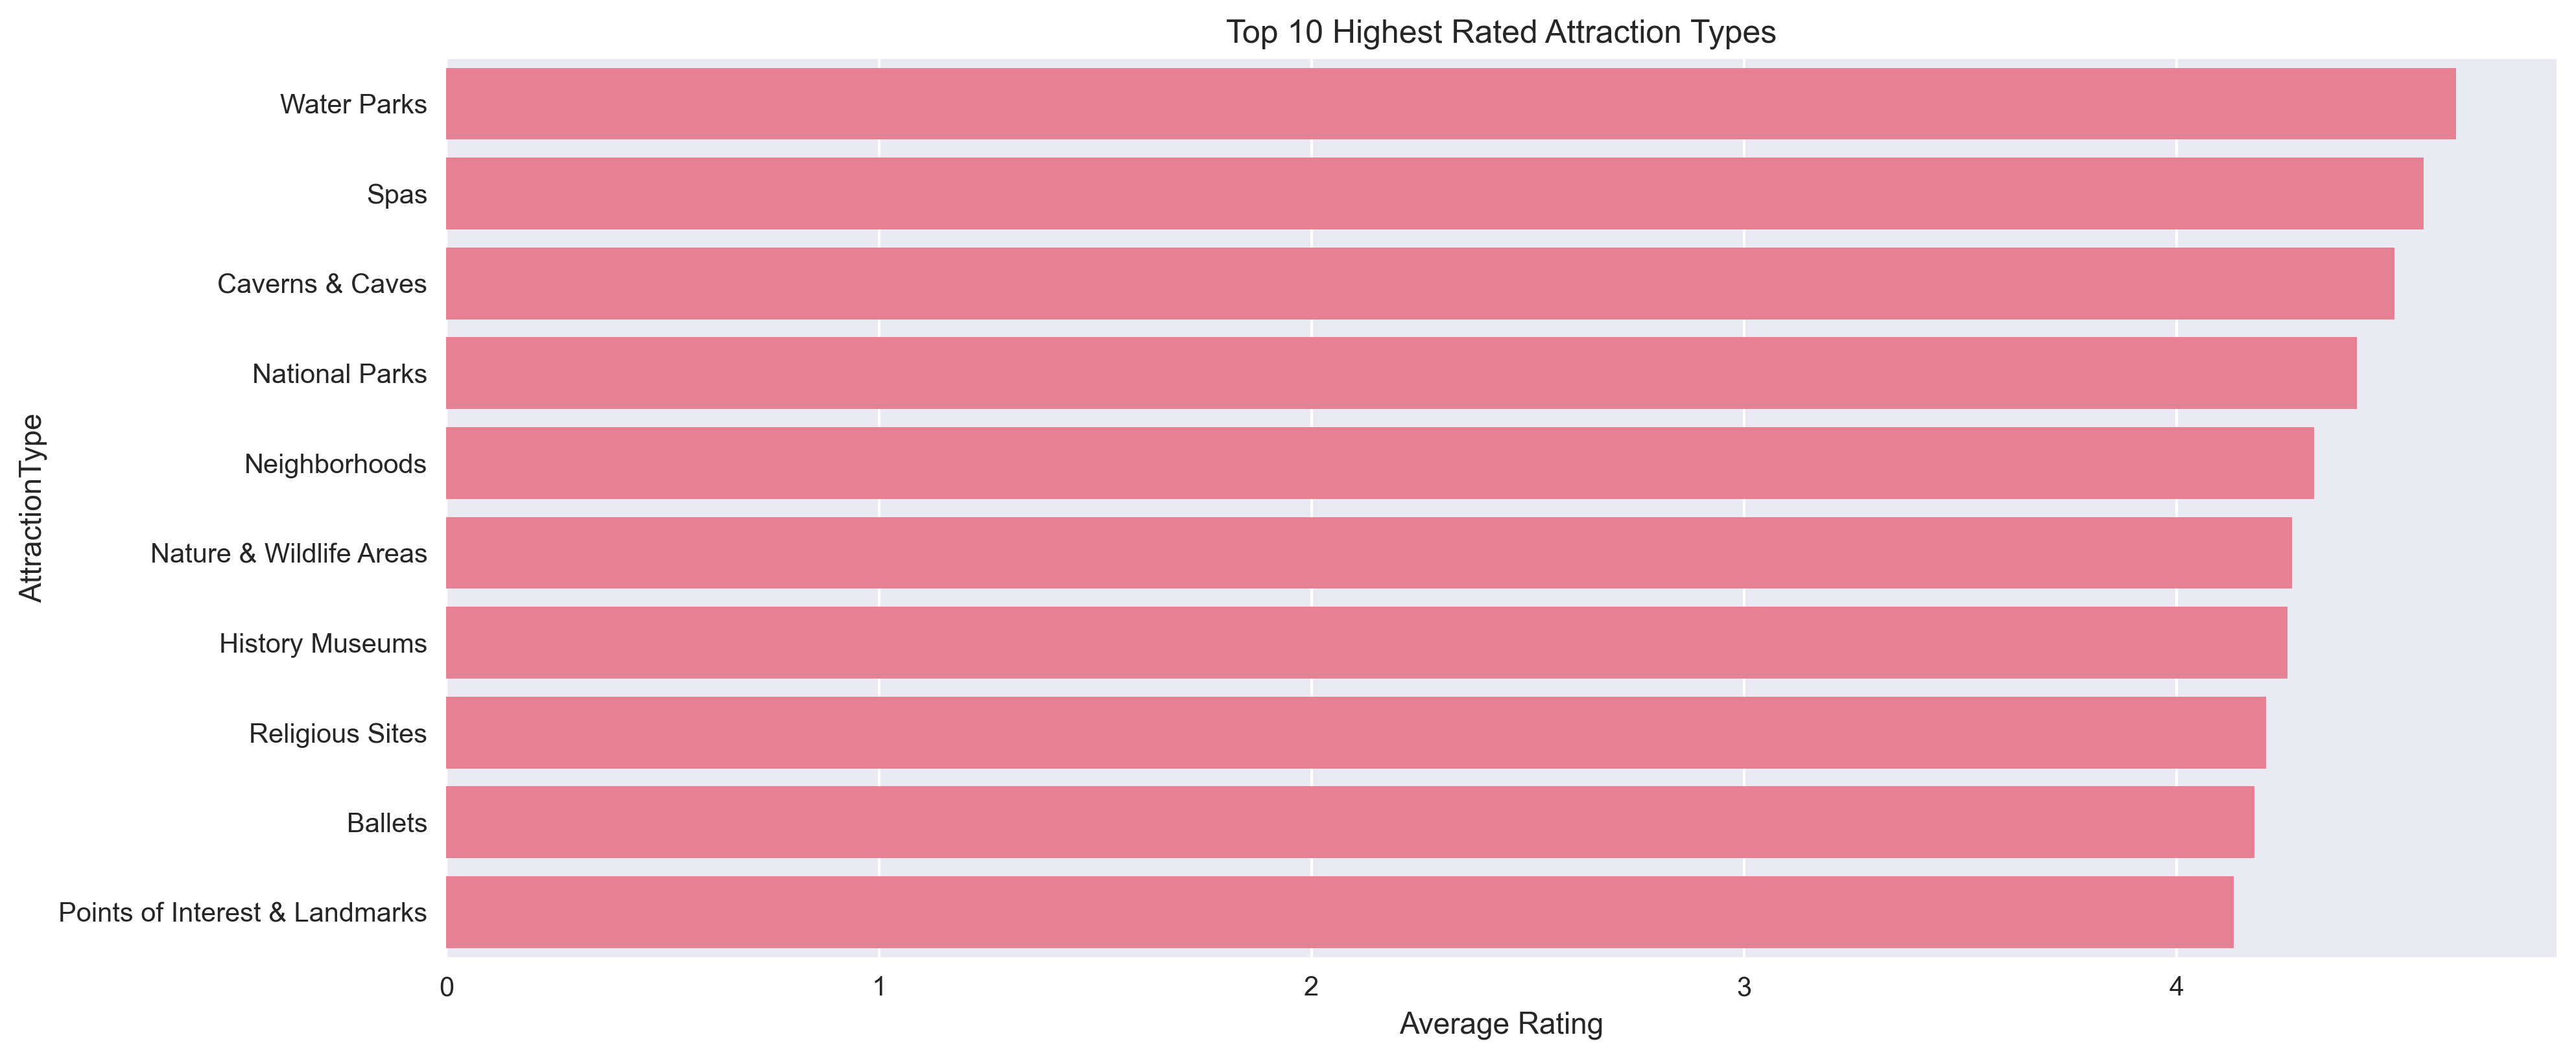 Top 10 Highest Rated Attraction Types
Water Parks
Spas
Caverns & Caves
National Parks
Neighborhoods
Nature & Wildlife Areas
History Museums
Religious Sites
Ballets
Points of Interest & Landmarks
AttractionType
0 1 2 3 4
Average Rating